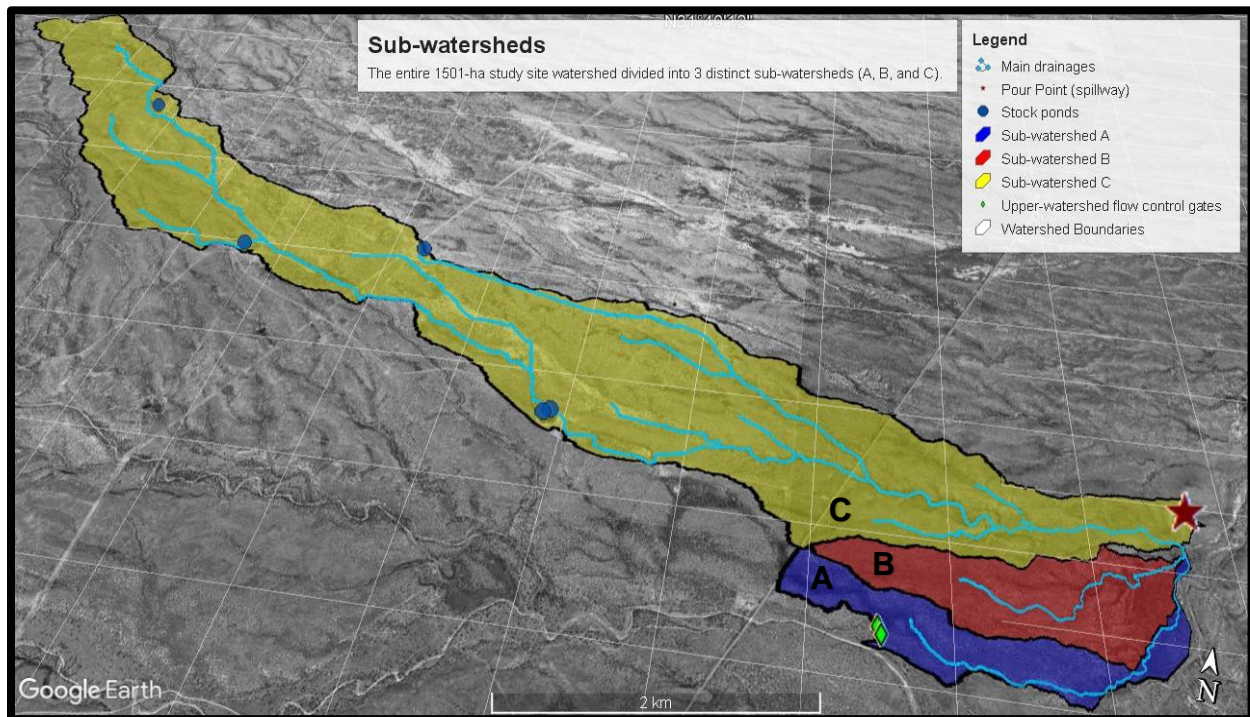 Sub-watersheds
The entire 1501-ha study site watershed divided into 3 distinct sub-watersheds (A, B, and C).
Legend
Main drainages
Pour Point (spillway)
Stock ponds
Sub-watershed A
Sub-watershed B
Sub-watershed C
Upper-watershed flow control gates
Watershed Boundaries
C
B
A
Google Earth
2 km
N